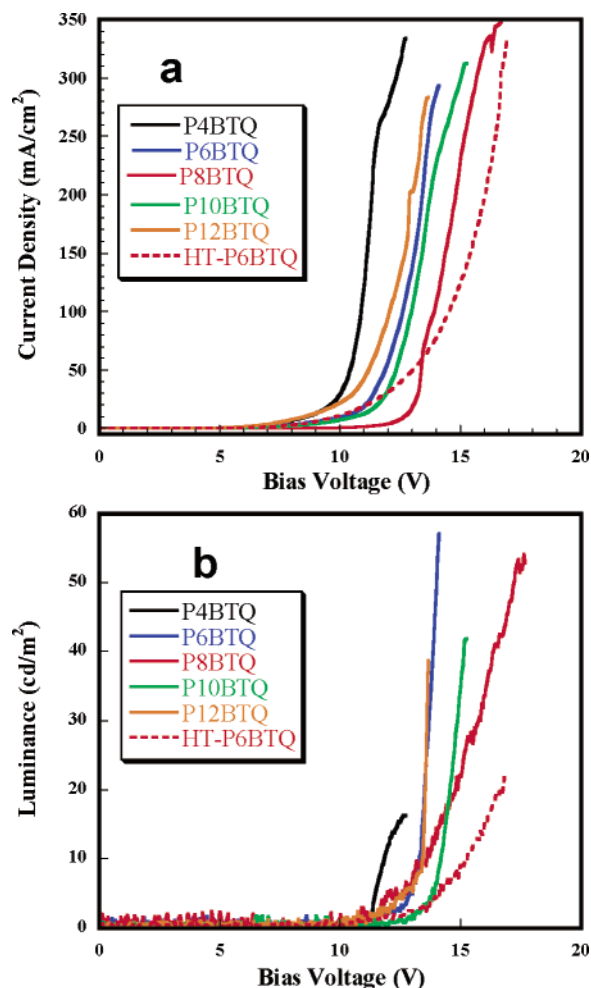 350
a
300
P4BTQ
250
P6BTQ
P8BTQ
200
P10BTQ
P12BTQ
150
HT-P6BTQ
100
50
0
Current Density (mA/cm²)
0 5 10 15 20
Bias Voltage (V)
60
b
50
P4BTQ
P6BTQ
40
P8BTQ
P10BTQ
30
P12BTQ
HT-P6BTQ
20
10
0
Luminance (cd/m²)
0 5 10 15 20
Bias Voltage (V)